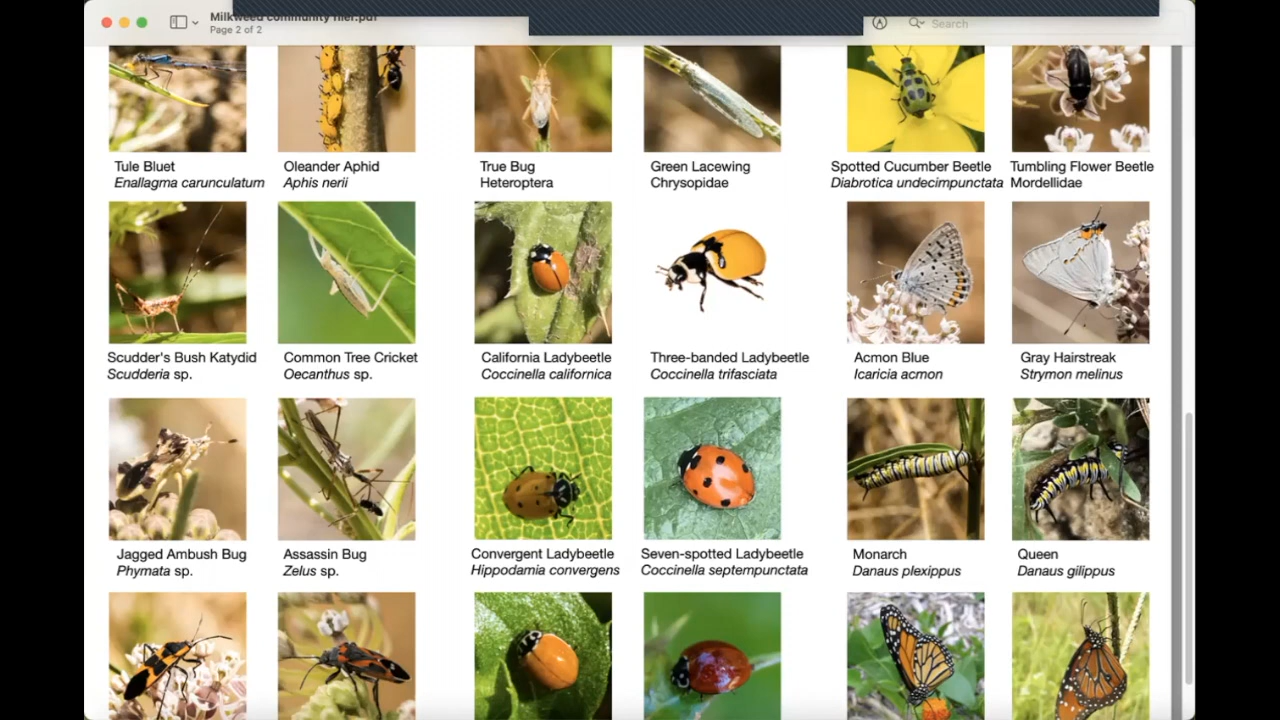 Milkweed community flier.pdf
Page 2 of 2
Search
Tule Bluet
Enallagma carunculatum
Oleander Aphid
Aphis nerii
True Bug
Heteroptera
Green Lacewing
Chrysopidae
Spotted Cucumber Beetle
Diabrotica undecimpunctata
Tumbling Flower Beetle
Mordellidae
Scudder's Bush Katydid
Scudderia sp.
Common Tree Cricket
Oecanthus sp.
California Ladybeetle
Coccinella californica
Three-banded Ladybeetle
Coccinella trifasciata
Acmon Blue
Icaricia acmon
Gray Hairstreak
Strymon melinus
Jagged Ambush Bug
Phymata sp.
Assassin Bug
Zelus sp.
Convergent Ladybeetle
Hippodamia convergens
Seven-spotted Ladybeetle
Coccinella septempunctata
Monarch
Danaus plexippus
Queen
Danaus gilippus